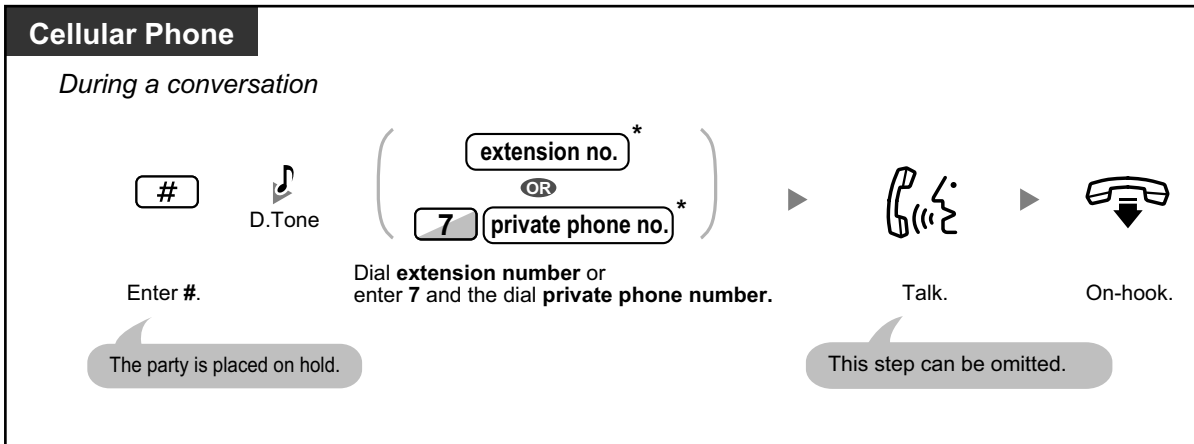 Cellular Phone
During a conversation
#
D.Tone
extension no.*
OR
7 private phone no.*
Enter #.
Dial extension number or
enter 7 and the dial private phone number.
Talk.
On-hook.
The party is placed on hold.
This step can be omitted.